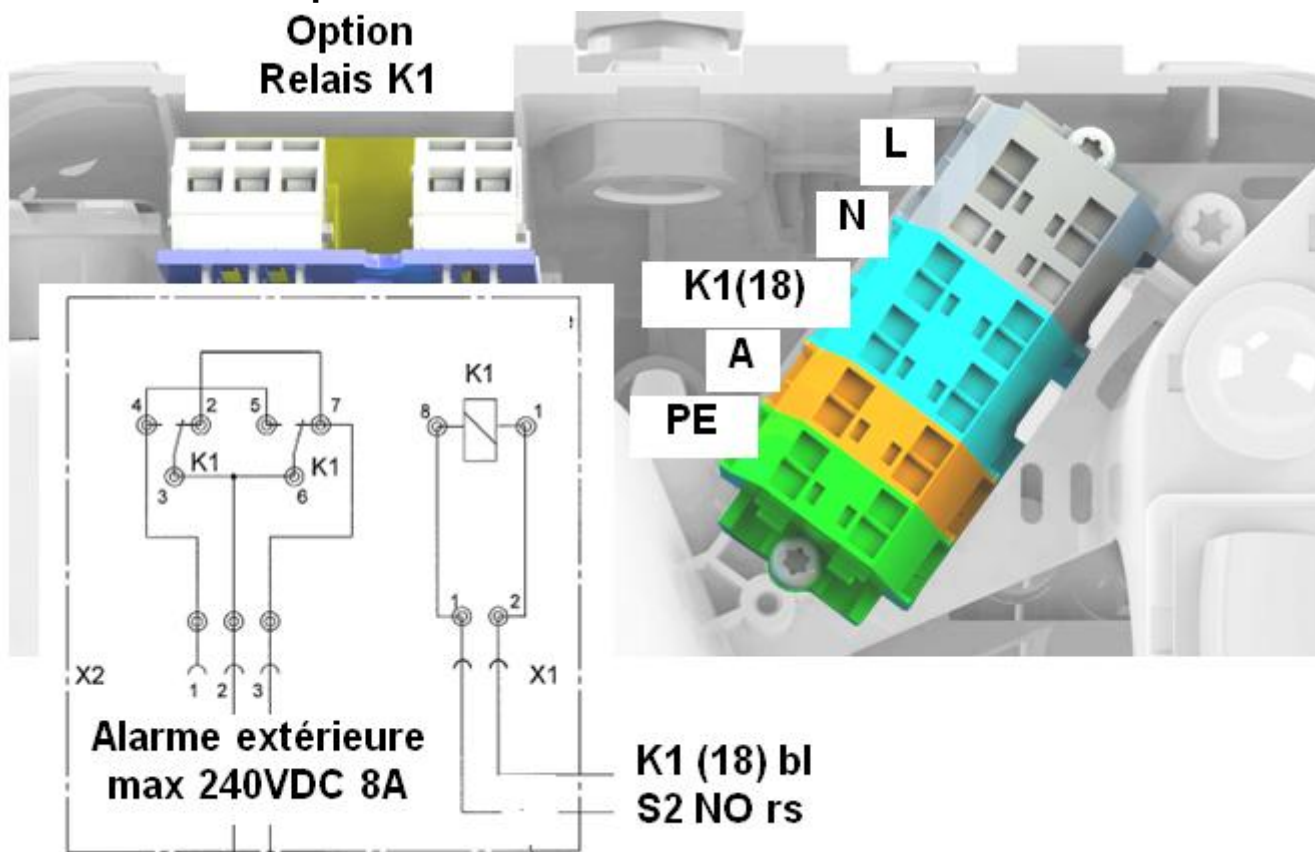 Option
Relais K1
L
N
K1(18)
A
PE
K1
4 2 5 7
8 1
K1 K1
3 6
1 2
X2 1 2 3 X1
Alarme extérieure
max 240VDC 8A
K1 (18) bl
S2 NO rs